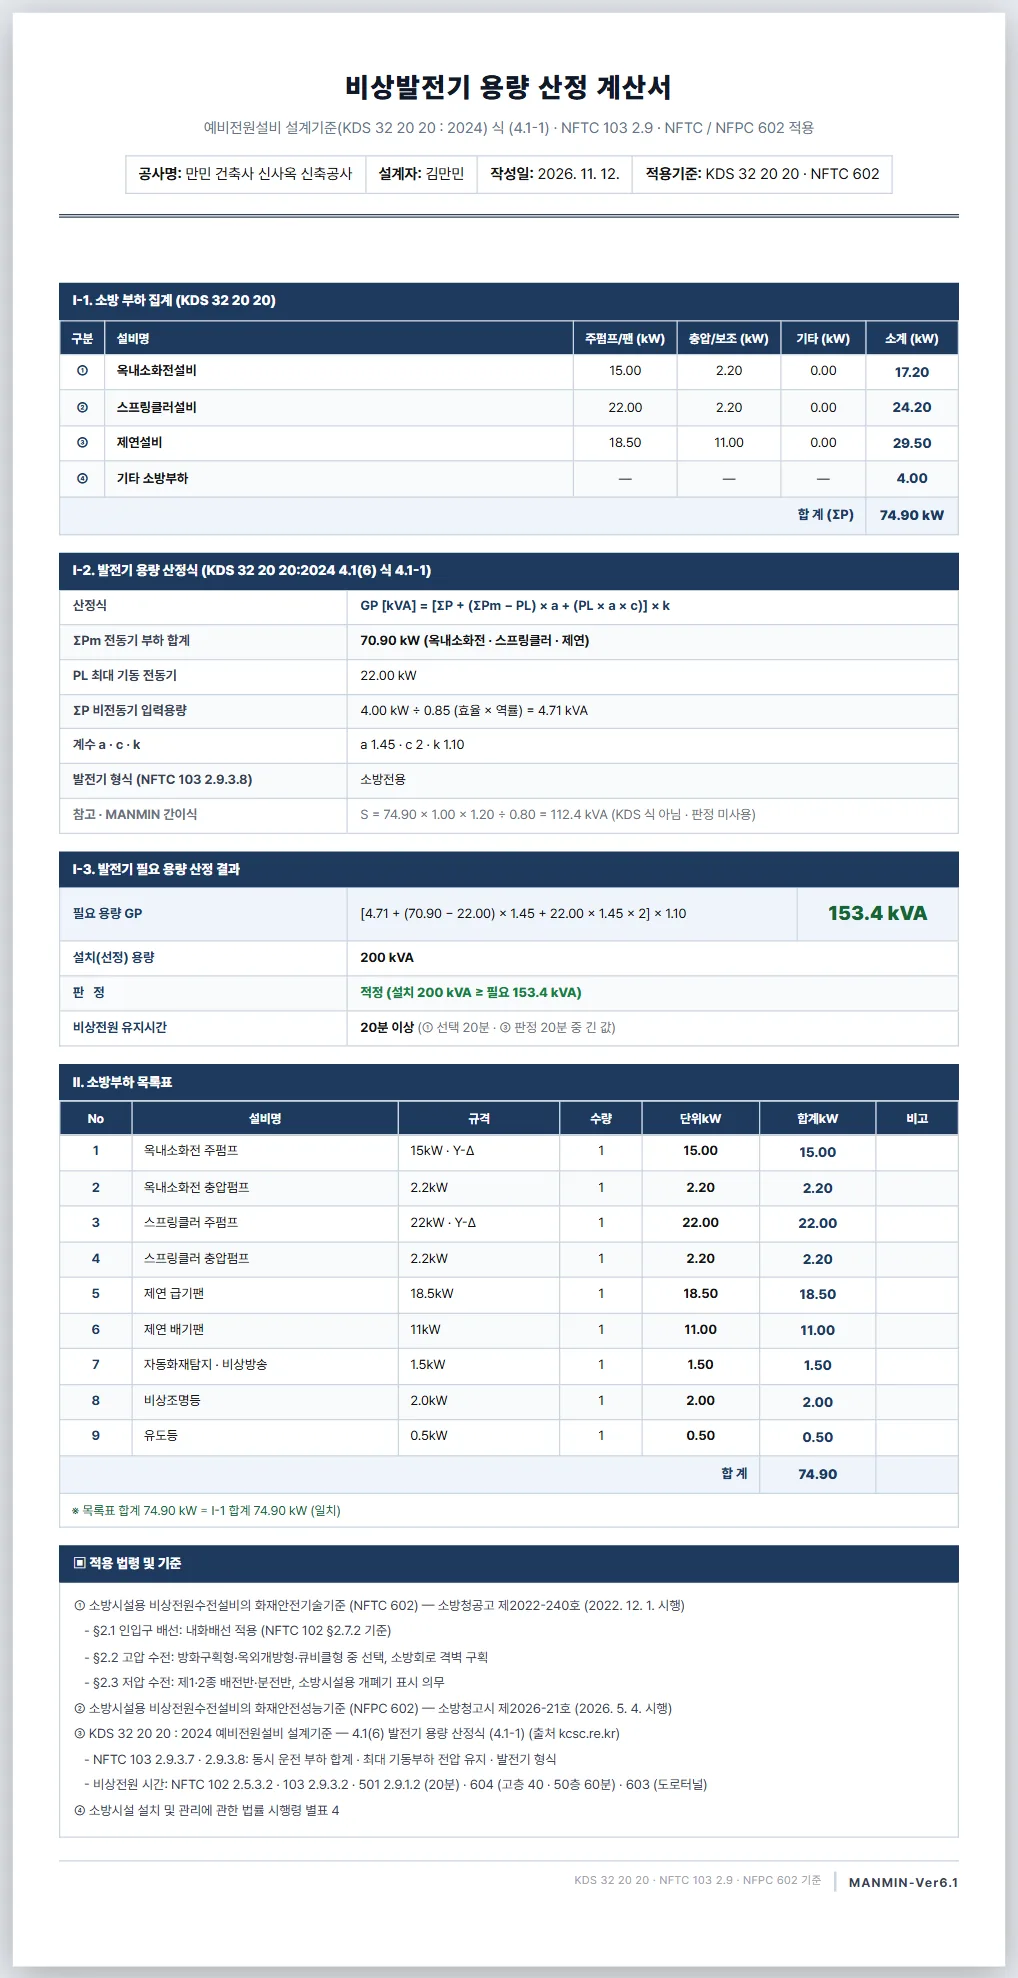 비상발전기 용량 산정 계산서
예비전원설비 설계기준(KDS 32 20 20 : 2024) 식 (4.1-1) · NFTC 103 2.9 · NFTC / NFPC 602 적용
공사명: 만민 건축사 신사옥 신축공사 설계자: 김만민 작성일: 2026. 11. 12. 적용기준: KDS 32 20 20 · NFTC 602
I-1. 소방 부하 집계 (KDS 32 20 20)
구분 설비명 주펌프/팬 (kW) 충압/보조 (kW) 기타 (kW) 소계 (kW)
① 옥내소화전설비 15.00 2.20 0.00 17.20
② 스프링클러설비 22.00 2.20 0.00 24.20
③ 제연설비 18.50 11.00 0.00 29.50
④ 기타 소방부하 — — — 4.00
합 계 (ΣP) 74.90 kW
I-2. 발전기 용량 산정식 (KDS 32 20 20:2024 4.1(6) 식 4.1-1)
산정식 GP [kVA] = [ΣP + (ΣPm − PL) × a + (PL × a × c)] × k
ΣPm 전동기 부하 합계 70.90 kW (옥내소화전 · 스프링클러 · 제연)
PL 최대 기동 전동기 22.00 kW
ΣP 비전동기 입력용량 4.00 kW ÷ 0.85 (효율 × 역률) = 4.71 kVA
계수 a · c · k a 1.45 · c 2 · k 1.10
발전기 형식 (NFTC 103 2.9.3.8) 소방전용
참고 · MANMIN 간이식 S = 74.90 × 1.00 × 1.20 ÷ 0.80 = 112.4 kVA (KDS 식 아님 · 판정 미사용)
I-3. 발전기 필요 용량 산정 결과
필요 용량 GP [4.71 + (70.90 − 22.00) × 1.45 + 22.00 × 1.45 × 2] × 1.10 153.4 kVA
설치(선정) 용량 200 kVA
판 정 적정 (설치 200 kVA ≥ 필요 153.4 kVA)
비상전원 유지시간 20분 이상 (① 선택 20분 · ③ 판정 20분 중 긴 값)
II. 소방부하 목록표
No 설비명 규격 수량 단위kW 합계kW 비고
1 옥내소화전 주펌프 15kW · Y-Δ 1 15.00 15.00
2 옥내소화전 충압펌프 2.2kW 1 2.20 2.20
3 스프링클러 주펌프 22kW · Y-Δ 1 22.00 22.00
4 스프링클러 충압펌프 2.2kW 1 2.20 2.20
5 제연 급기팬 18.5kW 1 18.50 18.50
6 제연 배기팬 11kW 1 11.00 11.00
7 자동화재탐지 · 비상방송 1.5kW 1 1.50 1.50
8 비상조명등 2.0kW 1 2.00 2.00
9 유도등 0.5kW 1 0.50 0.50
합 계 74.90
※ 목록표 합계 74.90 kW = I-1 합계 74.90 kW (일치)
▣ 적용 법령 및 기준
① 소방시설용 비상전원수전설비의 화재안전기술기준 (NFTC 602) — 소방청공고 제2022-240호 (2022. 12. 1. 시행)
- §2.1 인입구 배선: 내화배선 적용 (NFTC 102 §2.7.2 기준)
- §2.2 고압 수전: 방화구획형·옥외개방형·큐비클형 중 선택, 소방회로 격벽 구획
- §2.3 저압 수전: 제1·2종 배전반·분전반, 소방시설용 개폐기 표시 의무
② 소방시설용 비상전원수전설비의 화재안전성능기준 (NFPC 602) — 소방청고시 제2026-21호 (2026. 5. 4. 시행)
③ KDS 32 20 20 : 2024 예비전원설비 설계기준 — 4.1(6) 발전기 용량 산정식 (4.1-1) (출처 kcsc.re.kr)
- NFTC 103 2.9.3.7 · 2.9.3.8: 동시 운전 부하 합계 · 최대 기동부하 전압 유지 · 발전기 형식
- 비상전원 시간: NFTC 102 2.5.3.2 · 103 2.9.3.2 · 501 2.9.1.2 (20분) · 604 (고층 40 · 50층 60분) · 603 (도로터널)
④ 소방시설 설치 및 관리에 관한 법률 시행령 별표 4
KDS 32 20 20 · NFTC 103 2.9 · NFPC 602 기준 MANMIN-Ver6.1